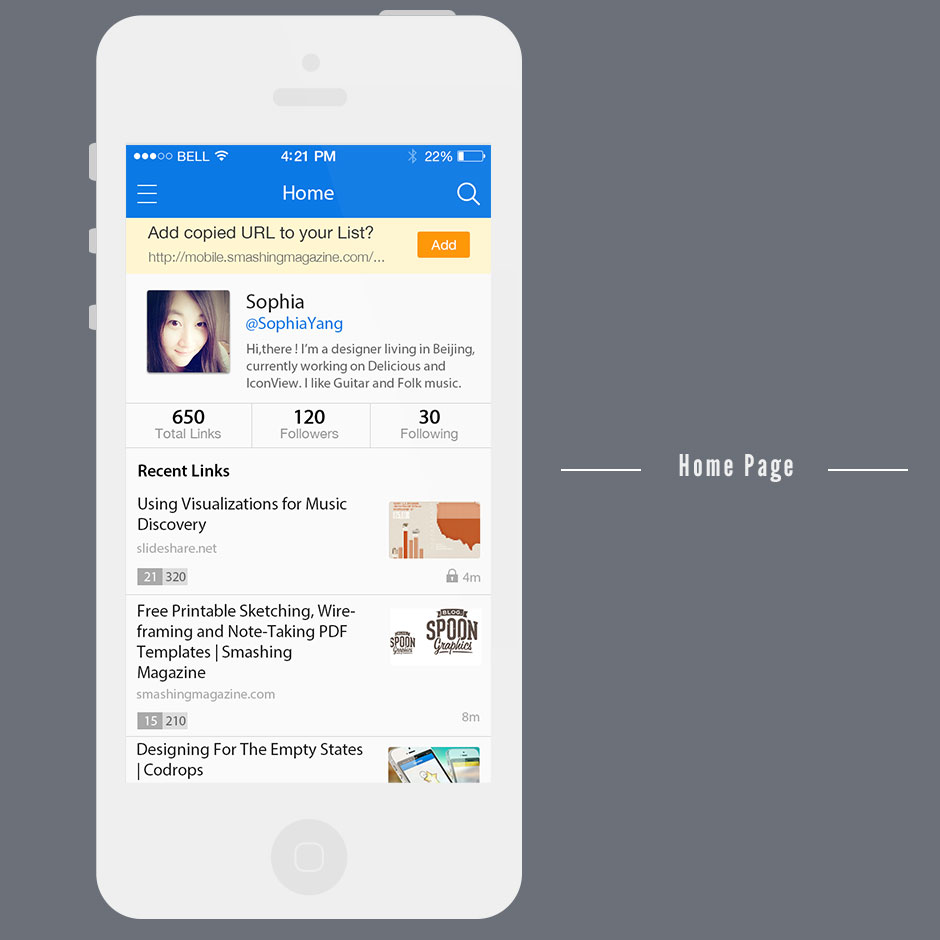 BELL 4:21 PM 22%
Home
Add copied URL to your List?
http://mobile.smashingmagazine.com/...
Add
Sophia
@SophiaYang
Hi,there ! I'm a designer living in Beijing,
currently working on Delicious and
IconView. I like Guitar and Folk music.
650 120 30
Total Links Followers Following
Home Page
Recent Links
Using Visualizations for Music
Discovery
slideshare.net
21 320
4m
Free Printable Sketching, Wire-
framing and Note-Taking PDF
Templates | Smashing
Magazine
smashingmagazine.com
15 210
8m
BLOG
SPOON
Graphics
SPOON
Graphics
Designing For The Empty States
| Codrops